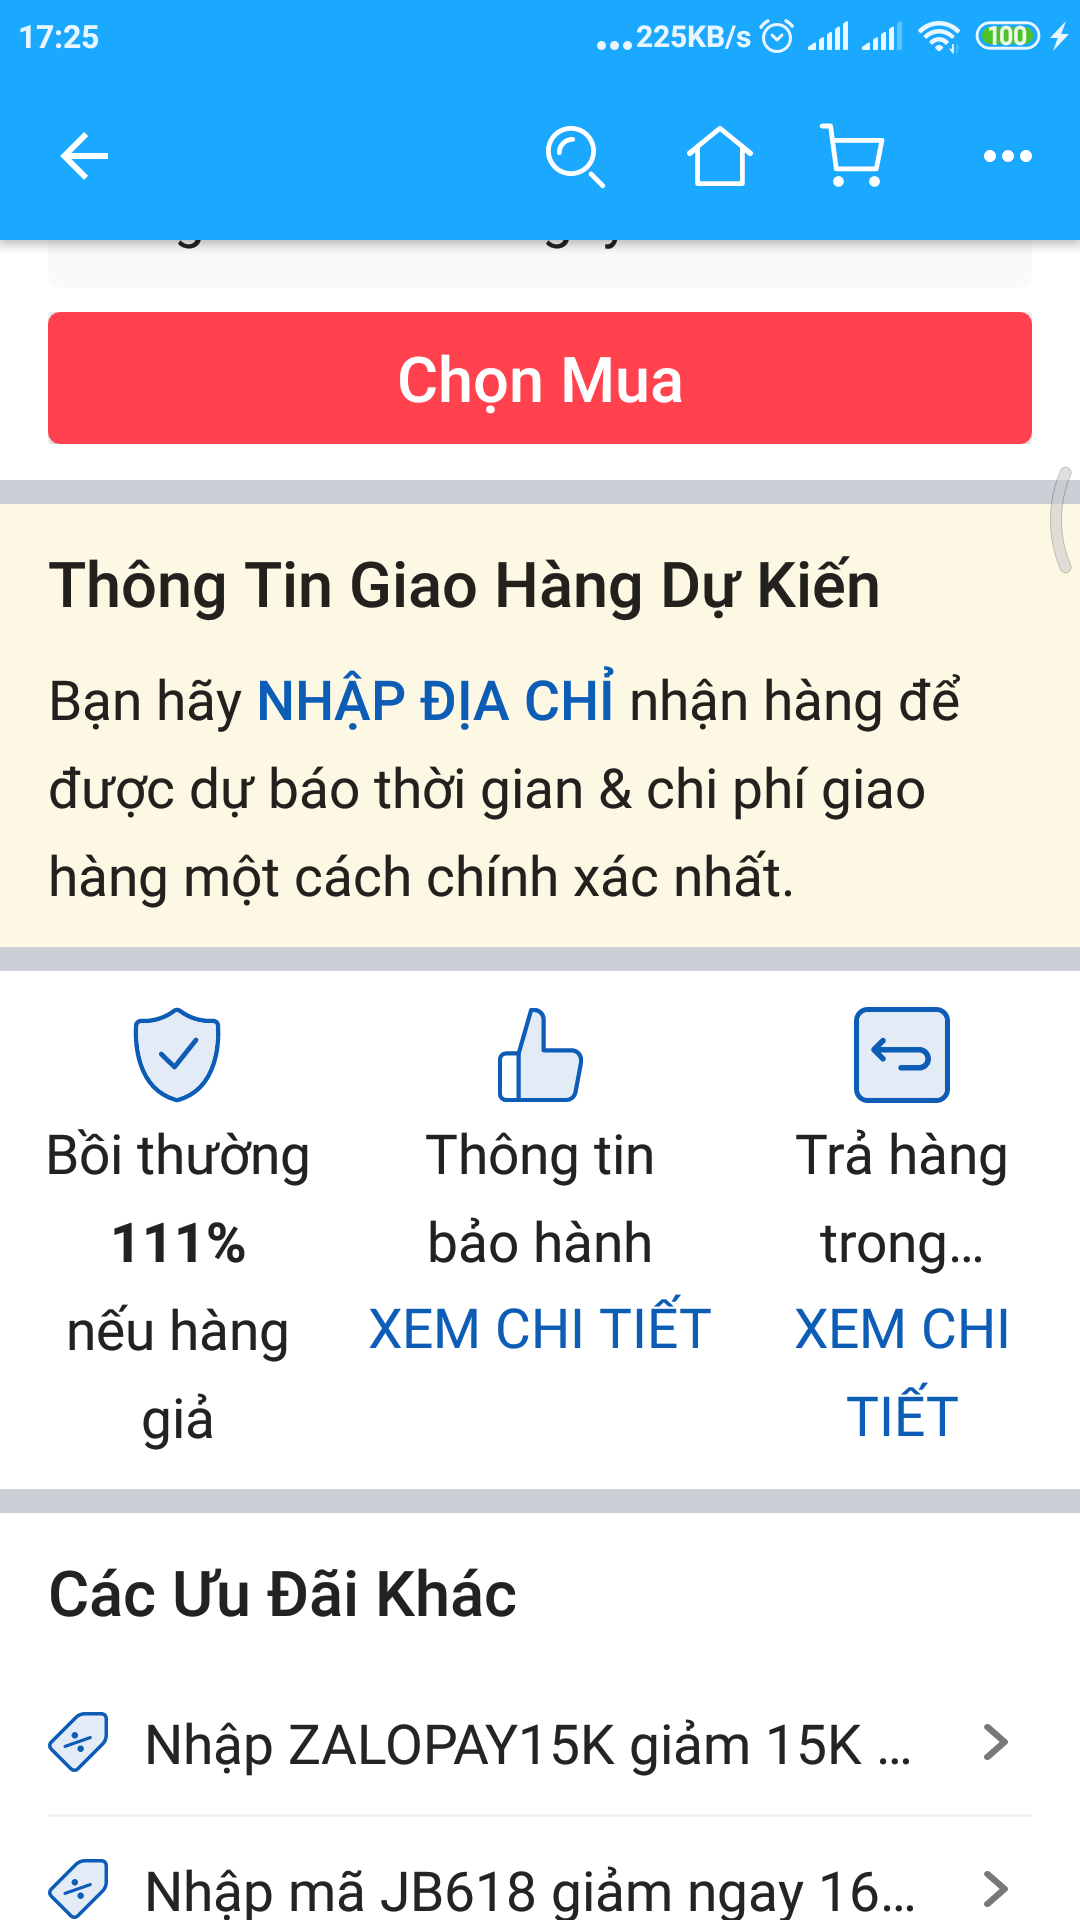 17:25
...225KB/s
100
Chọn Mua
Thông Tin Giao Hàng Dự Kiến
Bạn hãy NHẬP ĐỊA CHỈ nhận hàng để
được dự báo thời gian & chi phí giao
hàng một cách chính xác nhất.
Bồi thường
111%
nếu hàng
giả
Thông tin
bảo hành
XEM CHI TIẾT
Trả hàng
trong...
XEM CHI
TIẾT
Các Ưu Đãi Khác
Nhập ZALOPAY15K giảm 15K ...
Nhập mã JB618 giảm ngay 16...